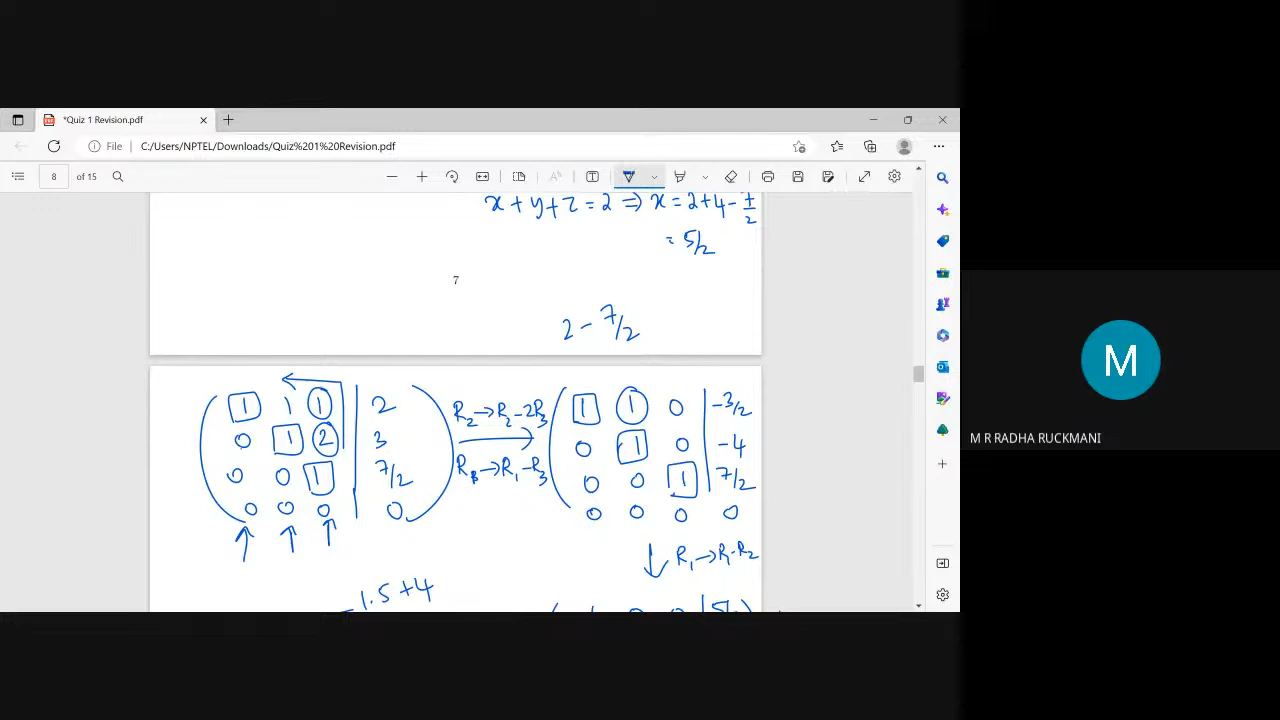 *Quiz 1 Revision.pdf
File C:/Users/NPTEL/Downloads/Quiz%201%20Revision.pdf
8 of 15
x + y + z = 2 ⇒ x = 2 + 4 - 7/2
= 5/2
7
2 - 7/2
1 1 1 | 2
0 1 2 | 3
0 0 1 | 7/2
0 0 0 | 0
R2 → R2 - 2R3
R1 → R1 - R3
1 1 0 | -3/2
0 1 0 | -4
0 0 1 | 7/2
0 0 0 0
↓ R1 → R1 - R2
1.5 + 4
M
M R RADHA RUCKMANI